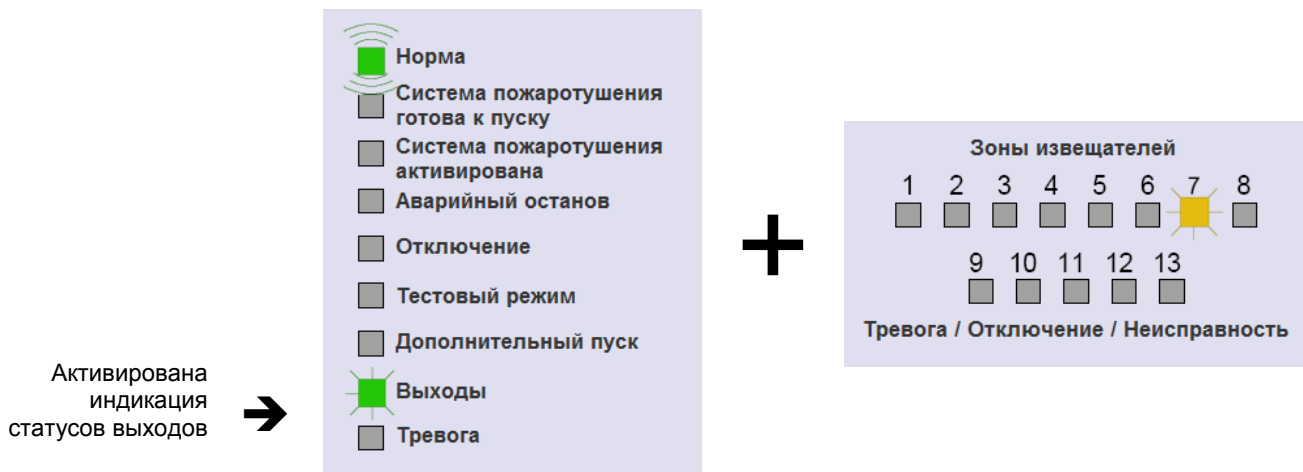 Норма
Система пожаротушения
готова к пуску
Система пожаротушения
активирована
Аварийный останов
Отключение
Тестовый режим
Дополнительный пуск
Выходы
Тревога
Активирована
индикация
статусов выходов
+
Зоны извещателей
1 2 3 4 5 6 7 8
9 10 11 12 13
Тревога / Отключение / Неисправность